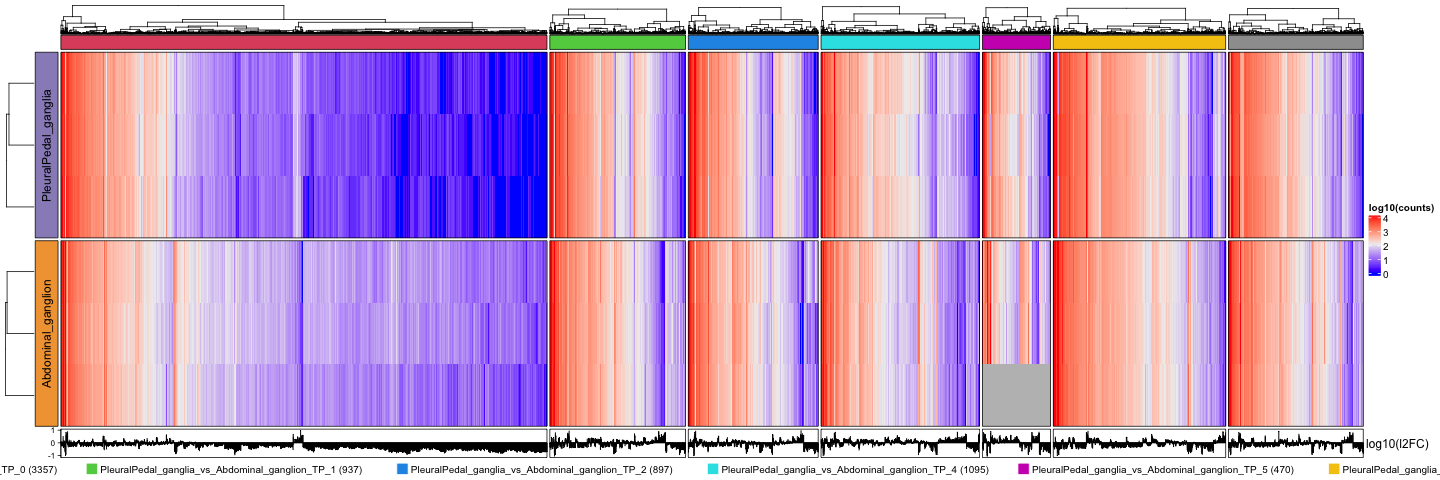 PleuralPedal_ganglia
Abdominal_ganglion
log10(counts)
4
3
2
1
0
1
0
-1
log10(l2FC)
_TP_0 (3357)
PleuralPedal_ganglia_vs_Abdominal_ganglion_TP_1 (937)
PleuralPedal_ganglia_vs_Abdominal_ganglion_TP_2 (897)
PleuralPedal_ganglia_vs_Abdominal_ganglion_TP_4 (1095)
PleuralPedal_ganglia_vs_Abdominal_ganglion_TP_5 (470)
PleuralPedal_ganglia_